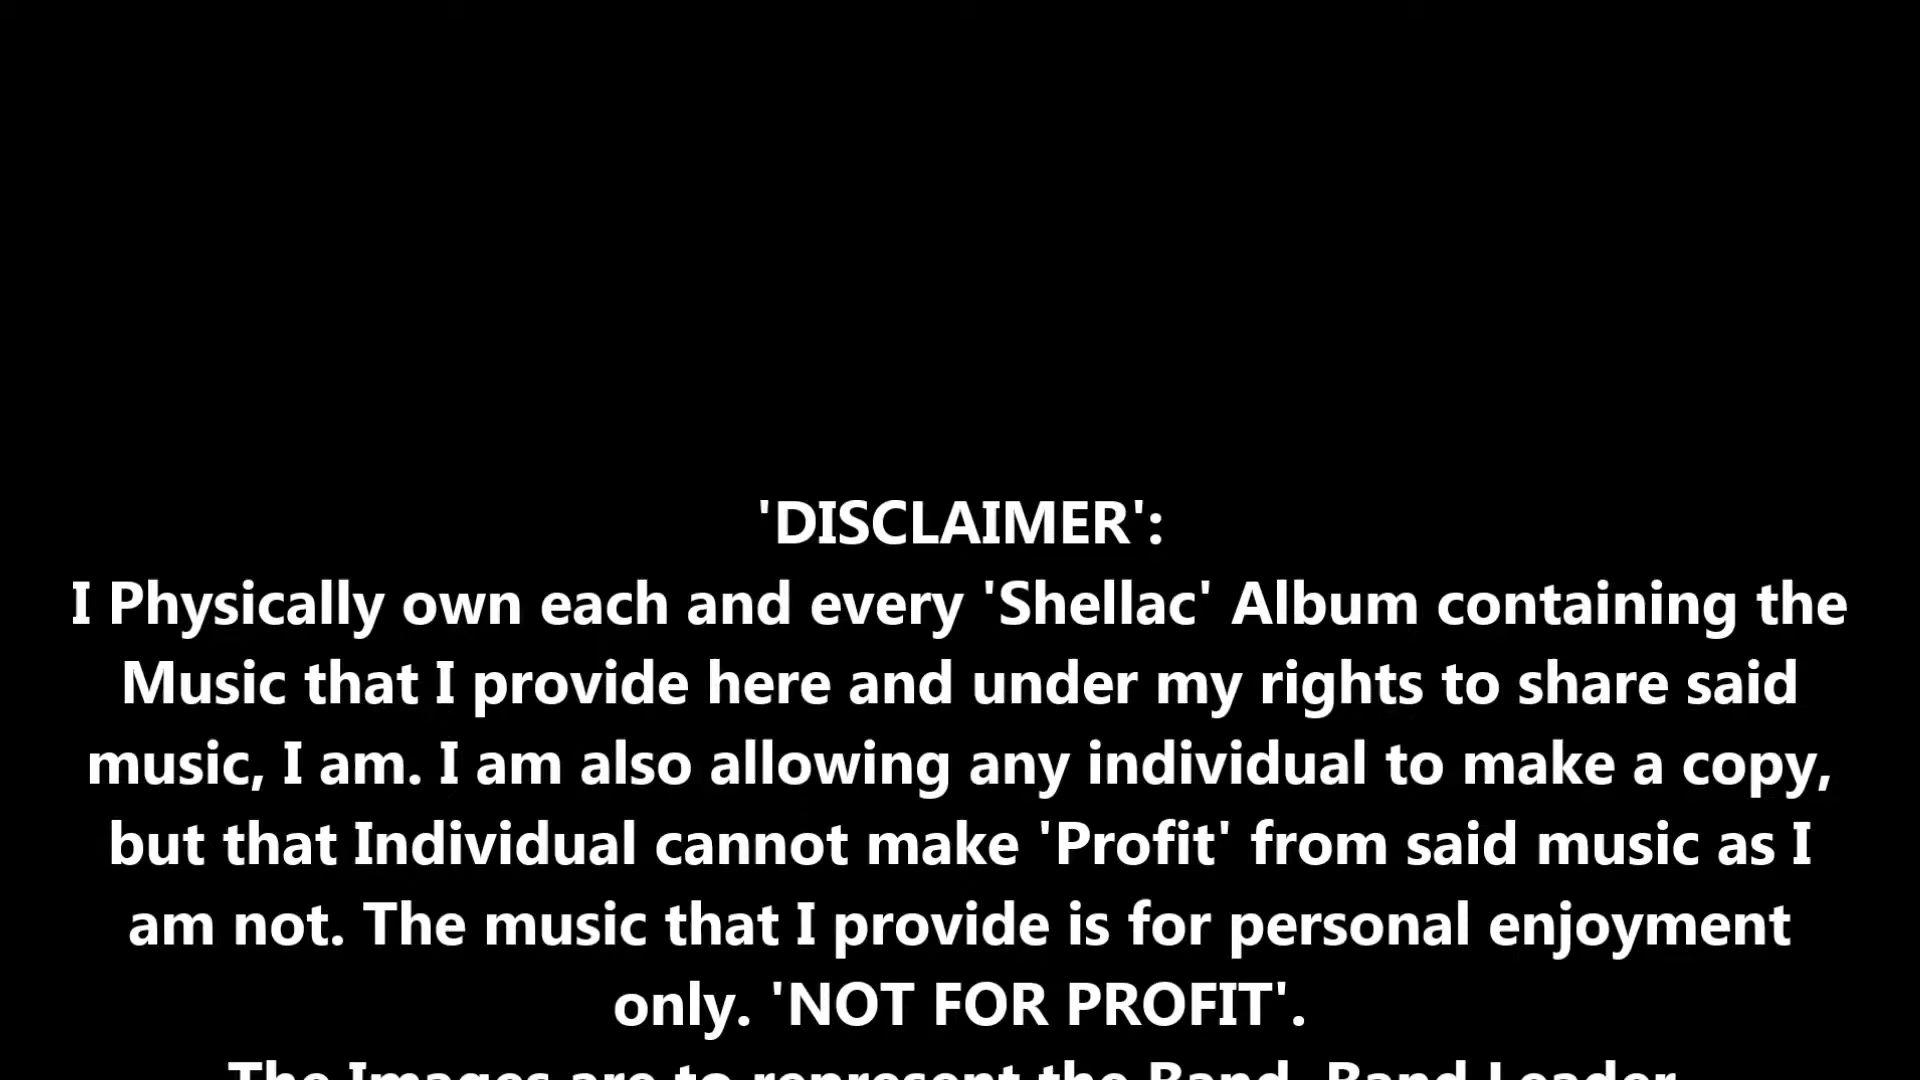 'DISCLAIMER':
I Physically own each and every 'Shellac' Album containing the
Music that I provide here and under my rights to share said
music, I am. I am also allowing any individual to make a copy,
but that Individual cannot make 'Profit' from said music as I
am not. The music that I provide is for personal enjoyment
only. 'NOT FOR PROFIT'.
The Images are to represent the Band, Band Leader,